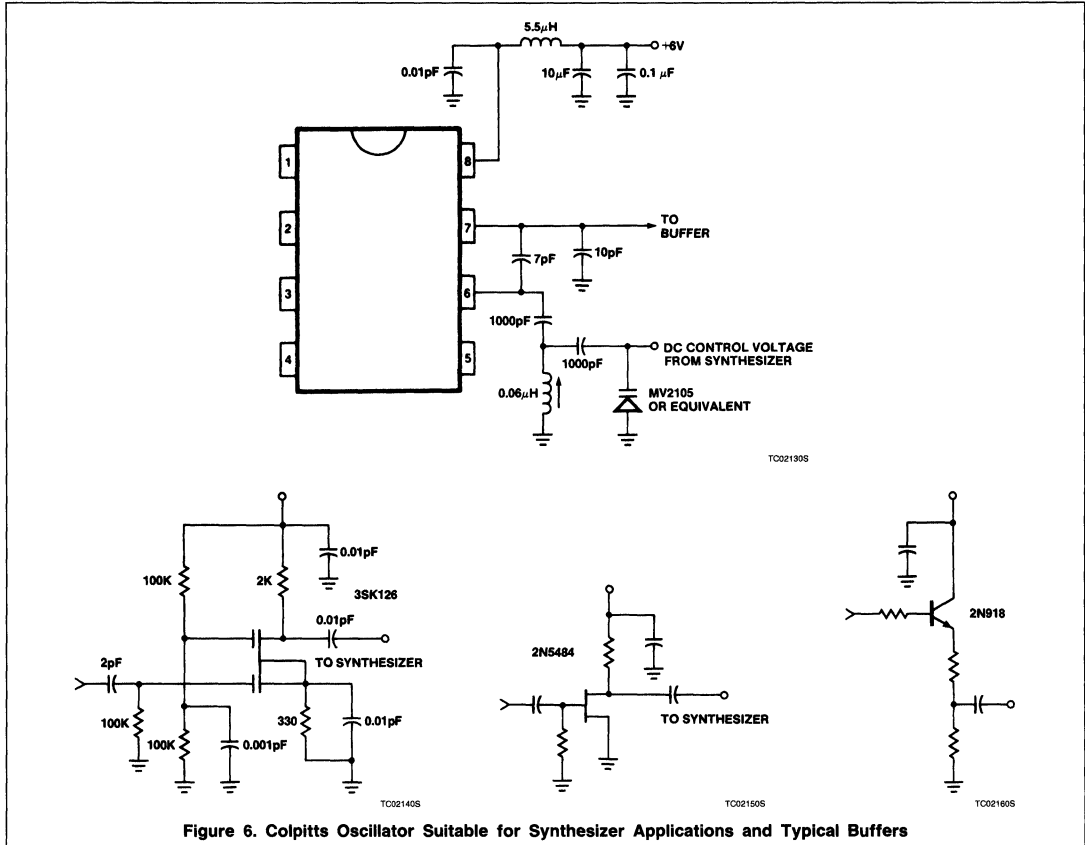 5.5μH
+6V
0.01pF
10μF
0.1 μF
1
8
2
7
TO
BUFFER
7pF
10pF
3
6
1000pF
4
5
1000pF
DC CONTROL VOLTAGE
FROM SYNTHESIZER
0.06μH
MV2105
OR EQUIVALENT
TC02130S
0.01pF
100K
2K
3SK126
0.01pF
TO SYNTHESIZER
2pF
100K
100K
0.001pF
330
0.01pF
TC02140S
2N5484
TO SYNTHESIZER
TC02150S
2N918
TC02160S
Figure 6. Colpitts Oscillator Suitable for Synthesizer Applications and Typical Buffers